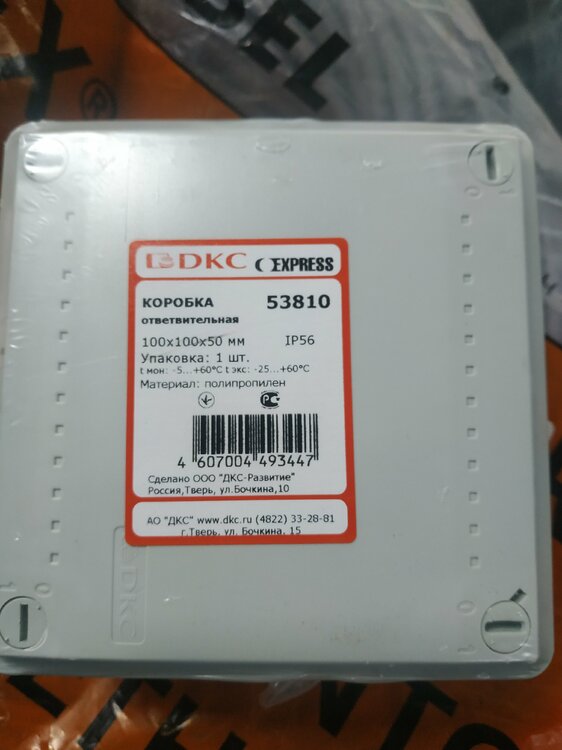 SEL
®
DKC EXPRESS
КОРОБКА 53810
ответвительная
100x100x50 мм IP56
Упаковка: 1 шт.
t мон: -5...+60°C t экс: -25...+60°C
Материал: полипропилен
4 607004 493447
Сделано ООО "ДКС-Развитие"
Россия,Тверь, ул.Бочкина,10
АО "ДКС" www.dkc.ru (4822) 33-28-81
г.Тверь, ул. Бочкина, 15
DKC